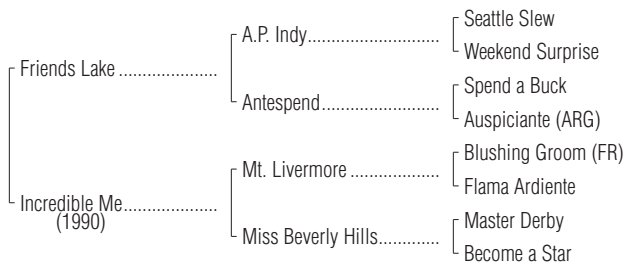 Seattle Slew
A.P. Indy..............................
Weekend Surprise
Friends Lake ......................
Spend a Buck
Antespend...........................
Auspiciante (ARG)
Blushing Groom (FR)
Mt. Livermore ....................
Flama Ardiente
Incredible Me.....................
(1990)
Master Derby
Miss Beverly Hills.............
Become a Star